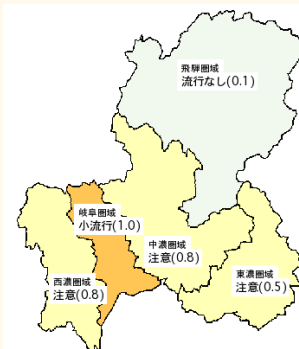 飛騨圏域
流行なし(0.1)
岐阜圏域
小流行(1.0)
中濃圏域
注意(0.8)
西濃圏域
注意(0.8)
東濃圏域
注意(0.5)